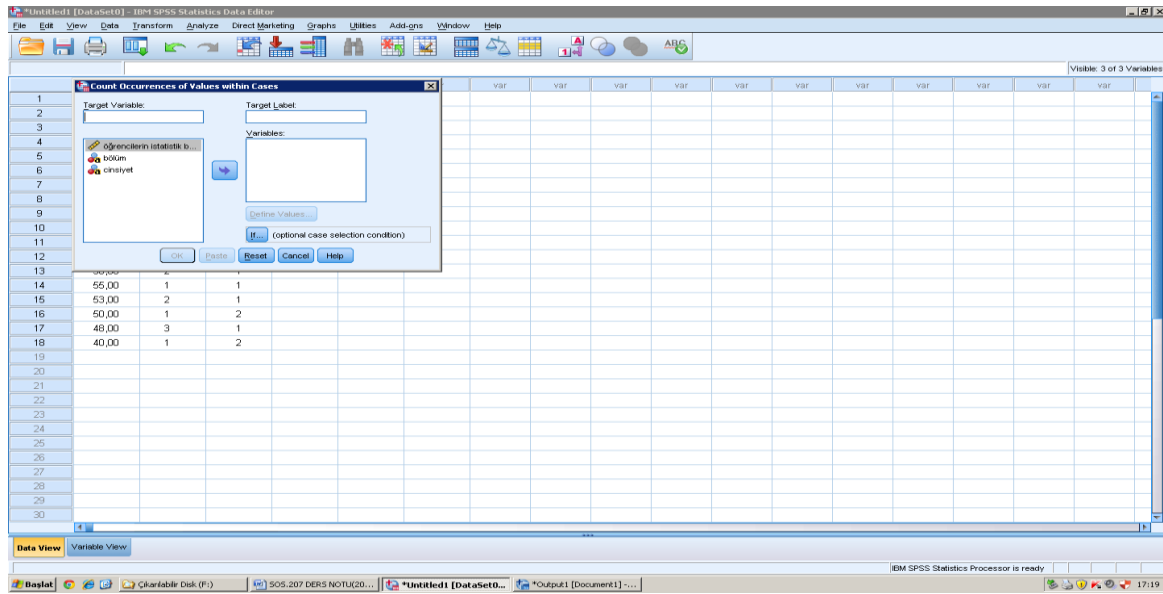 *Untitled1 [DataSet0] - IBM SPSS Statistics Data Editor
File Edit View Data Transform Analyze Direct Marketing Graphs Utilities Add-ons Window Help
Visible: 3 of 3 Variables
Count Occurrences of Values within Cases
var var var var var var var var var var var
Target Variable: Target Label:
Variables:
öğrencilerin istatistik b...
bölüm
cinsiyet
Define Values...
If... (optional case selection condition)
OK Paste Reset Cancel Help
1
2
3
4
5
6
7
8
9
10
11
12
13
14 55,00 1 1
15 53,00 2 1
16 50,00 1 2
17 48,00 3 1
18 40,00 1 2
19
20
21
22
23
24
25
26
27
28
29
30
Data View Variable View
IBM SPSS Statistics Processor is ready
Başlat Çıkarılabilir Disk (F:) SOS.207 DERS NOTU(20... *Untitled1 [DataSet0... *Output1 [Document1] -... 17:19